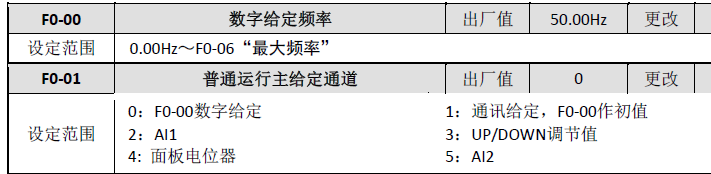 F0-00 数字给定频率 出厂值 50.00Hz 更改
设定范围 0.00Hz～F0-06“最大频率”
F0-01 普通运行主给定通道 出厂值 0 更改
设定范围
0：F0-00数字给定 1：通讯给定，F0-00作初值
2：AI1 3：UP/DOWN调节值
4: 面板电位器 5：AI2